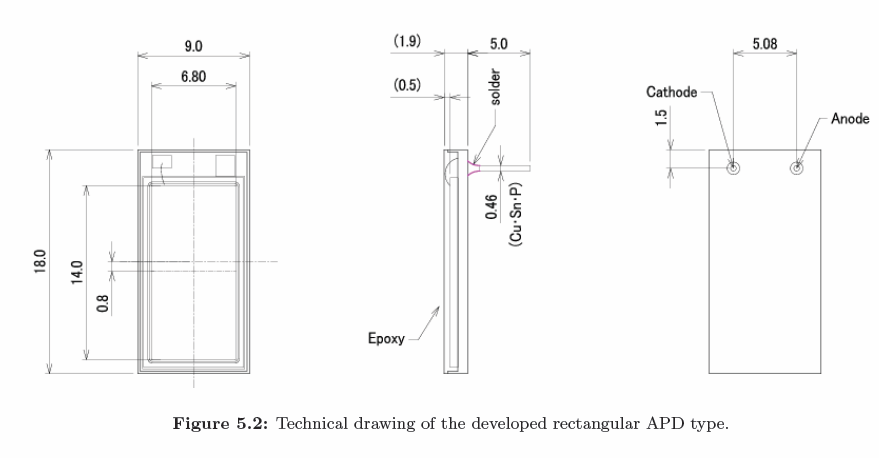 9.0
6.80
18.0
14.0
0.8
(1.9)
5.0
(0.5)
solder
0.46
(Cu·Sn·P)
Epoxy
5.08
Cathode
1.5
Anode
Figure 5.2: Technical drawing of the developed rectangular APD type.